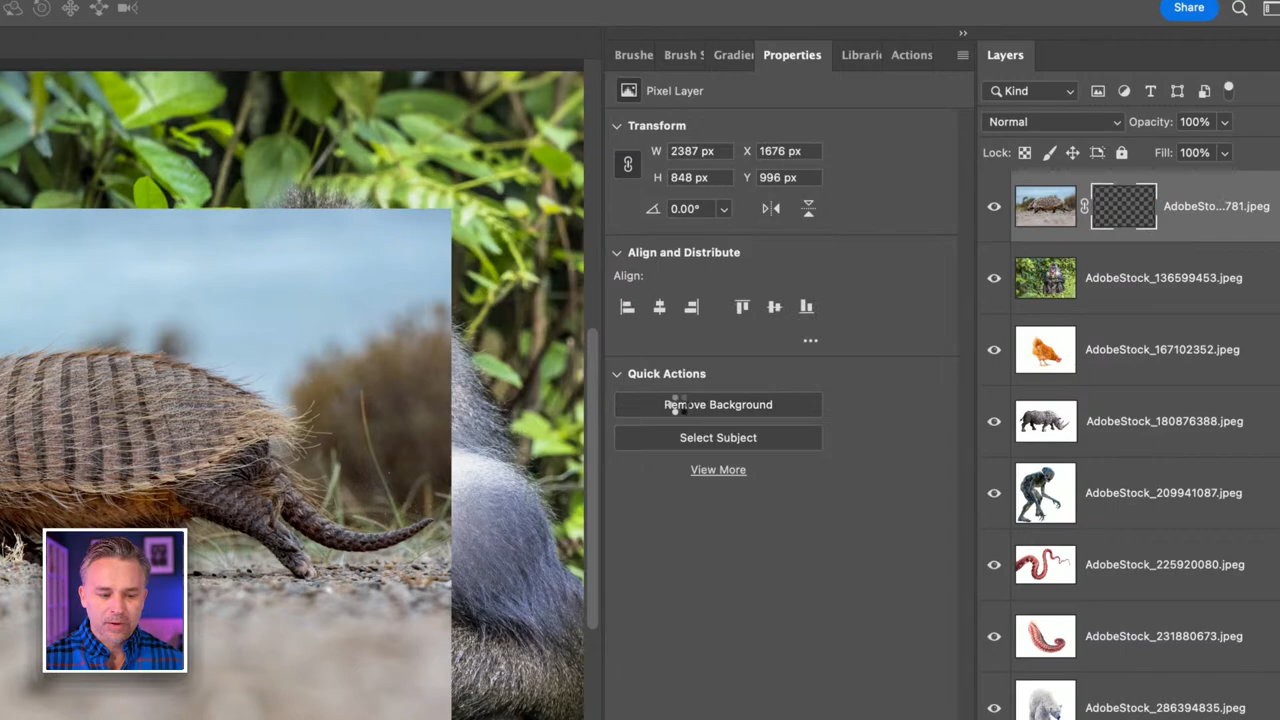 Share
Brushe Brush S Gradien Properties Librari Actions
Layers
Pixel Layer
Kind
Transform
Normal Opacity: 100%
W 2387 px X 1676 px
Lock: Fill: 100%
H 848 px Y 996 px
0.00°
AdobeSto...781.jpeg
Align and Distribute
Align:
AdobeStock_136599453.jpeg
AdobeStock_167102352.jpeg
Quick Actions
Remove Background
AdobeStock_180876388.jpeg
Select Subject
View More
AdobeStock_209941087.jpeg
AdobeStock_225920080.jpeg
AdobeStock_231880673.jpeg
AdobeStock_286394835.jpeg